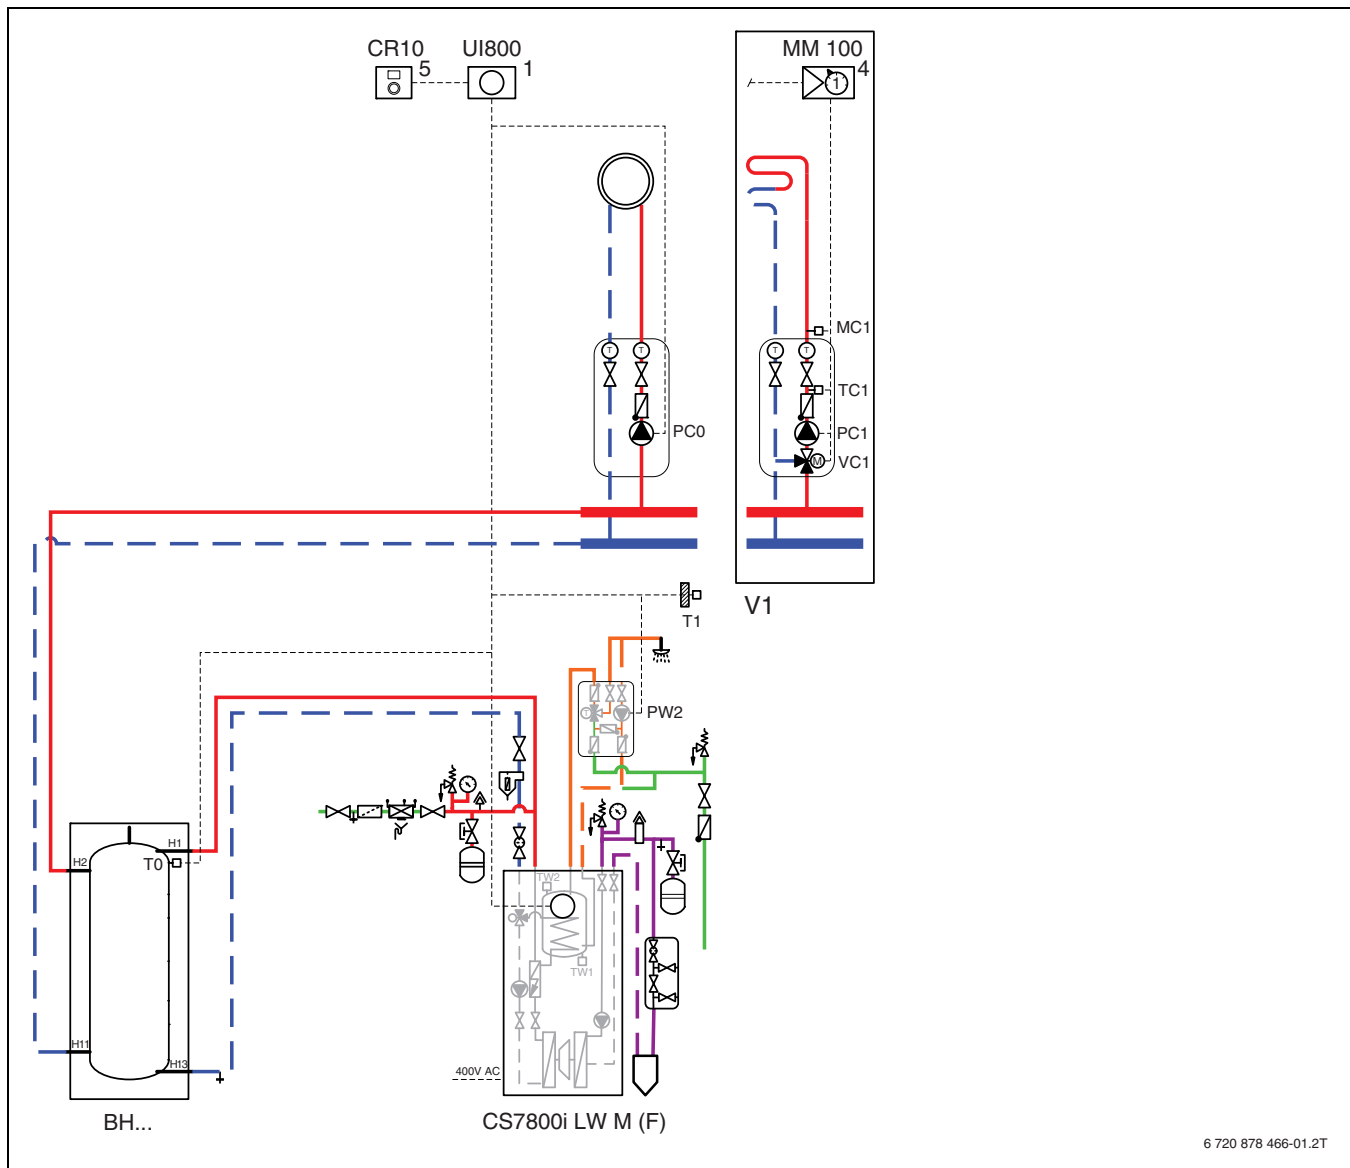 CR10
5
UI800
1
MM 100
4
1
T
T
T
T
MC1
TC1
PC0
PC1
M
VC1
V1
T1
PW2
T
H1
T0
H2
TW2
TW1
H11
H13
400V AC
BH...
CS7800i LW M (F)
6 720 878 466-01.2T